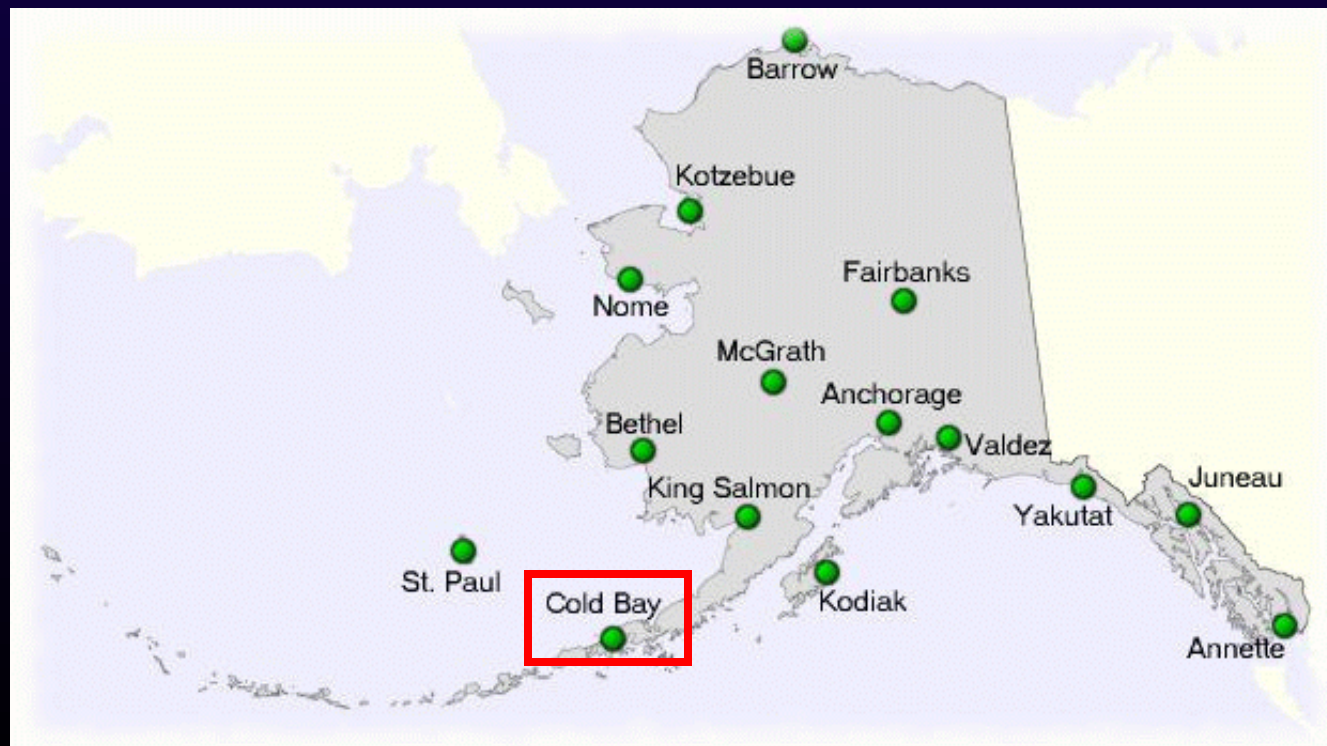 Barrow
Kotzebue
Fairbanks
Nome
McGrath
Anchorage
Bethel
Valdez
King Salmon
Juneau
Yakutat
St. Paul
Cold Bay
Kodiak
Annette